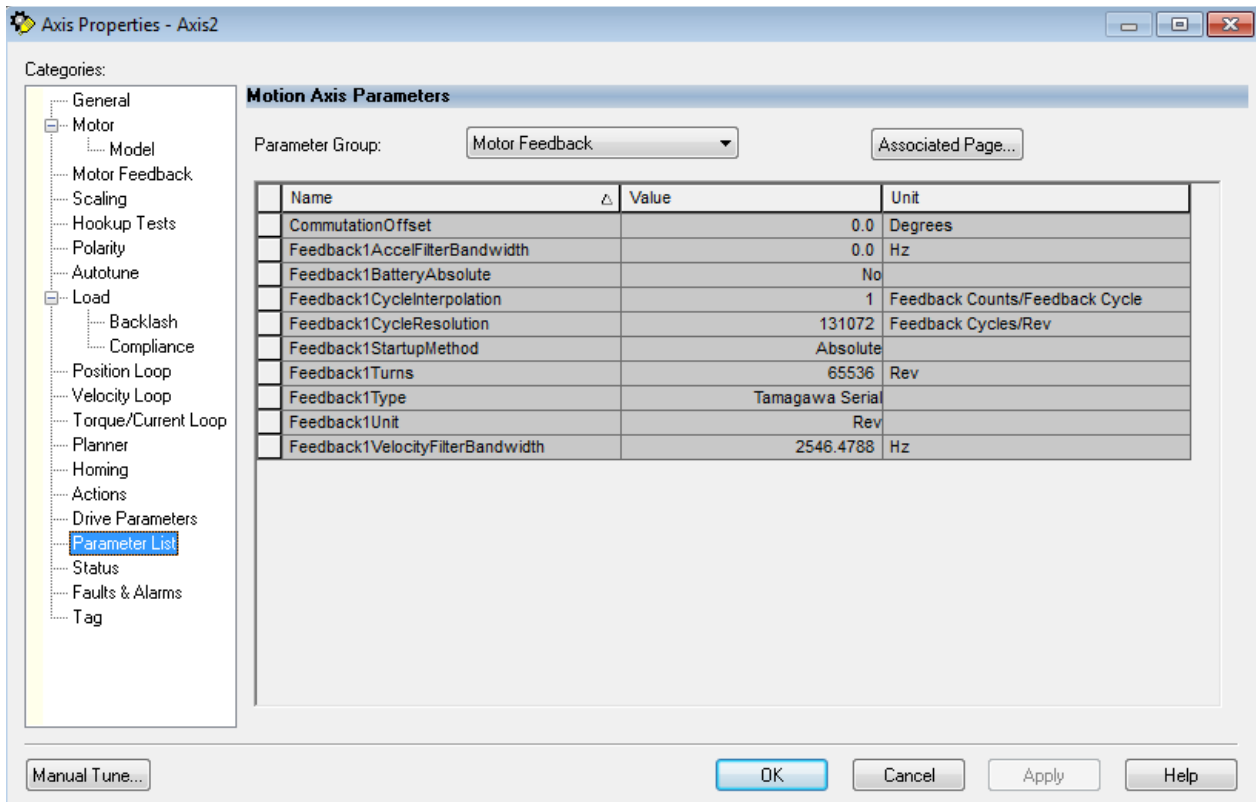 Axis Properties - Axis2
Categories:
General
Motor
Model
Motor Feedback
Scaling
Hookup Tests
Polarity
Autotune
Load
Backlash
Compliance
Position Loop
Velocity Loop
Torque/Current Loop
Planner
Homing
Actions
Drive Parameters
Parameter List
Status
Faults & Alarms
Tag
Motion Axis Parameters
Parameter Group: Motor Feedback Associated Page...
Name Value Unit
CommutationOffset 0.0 Degrees
Feedback1AccelFilterBandwidth 0.0 Hz
Feedback1BatteryAbsolute No
Feedback1CycleInterpolation 1 Feedback Counts/Feedback Cycle
Feedback1CycleResolution 131072 Feedback Cycles/Rev
Feedback1StartupMethod Absolute
Feedback1Turns 65536 Rev
Feedback1Type Tamagawa Serial
Feedback1Unit Rev
Feedback1VelocityFilterBandwidth 2546.4788 Hz
Manual Tune... OK Cancel Apply Help